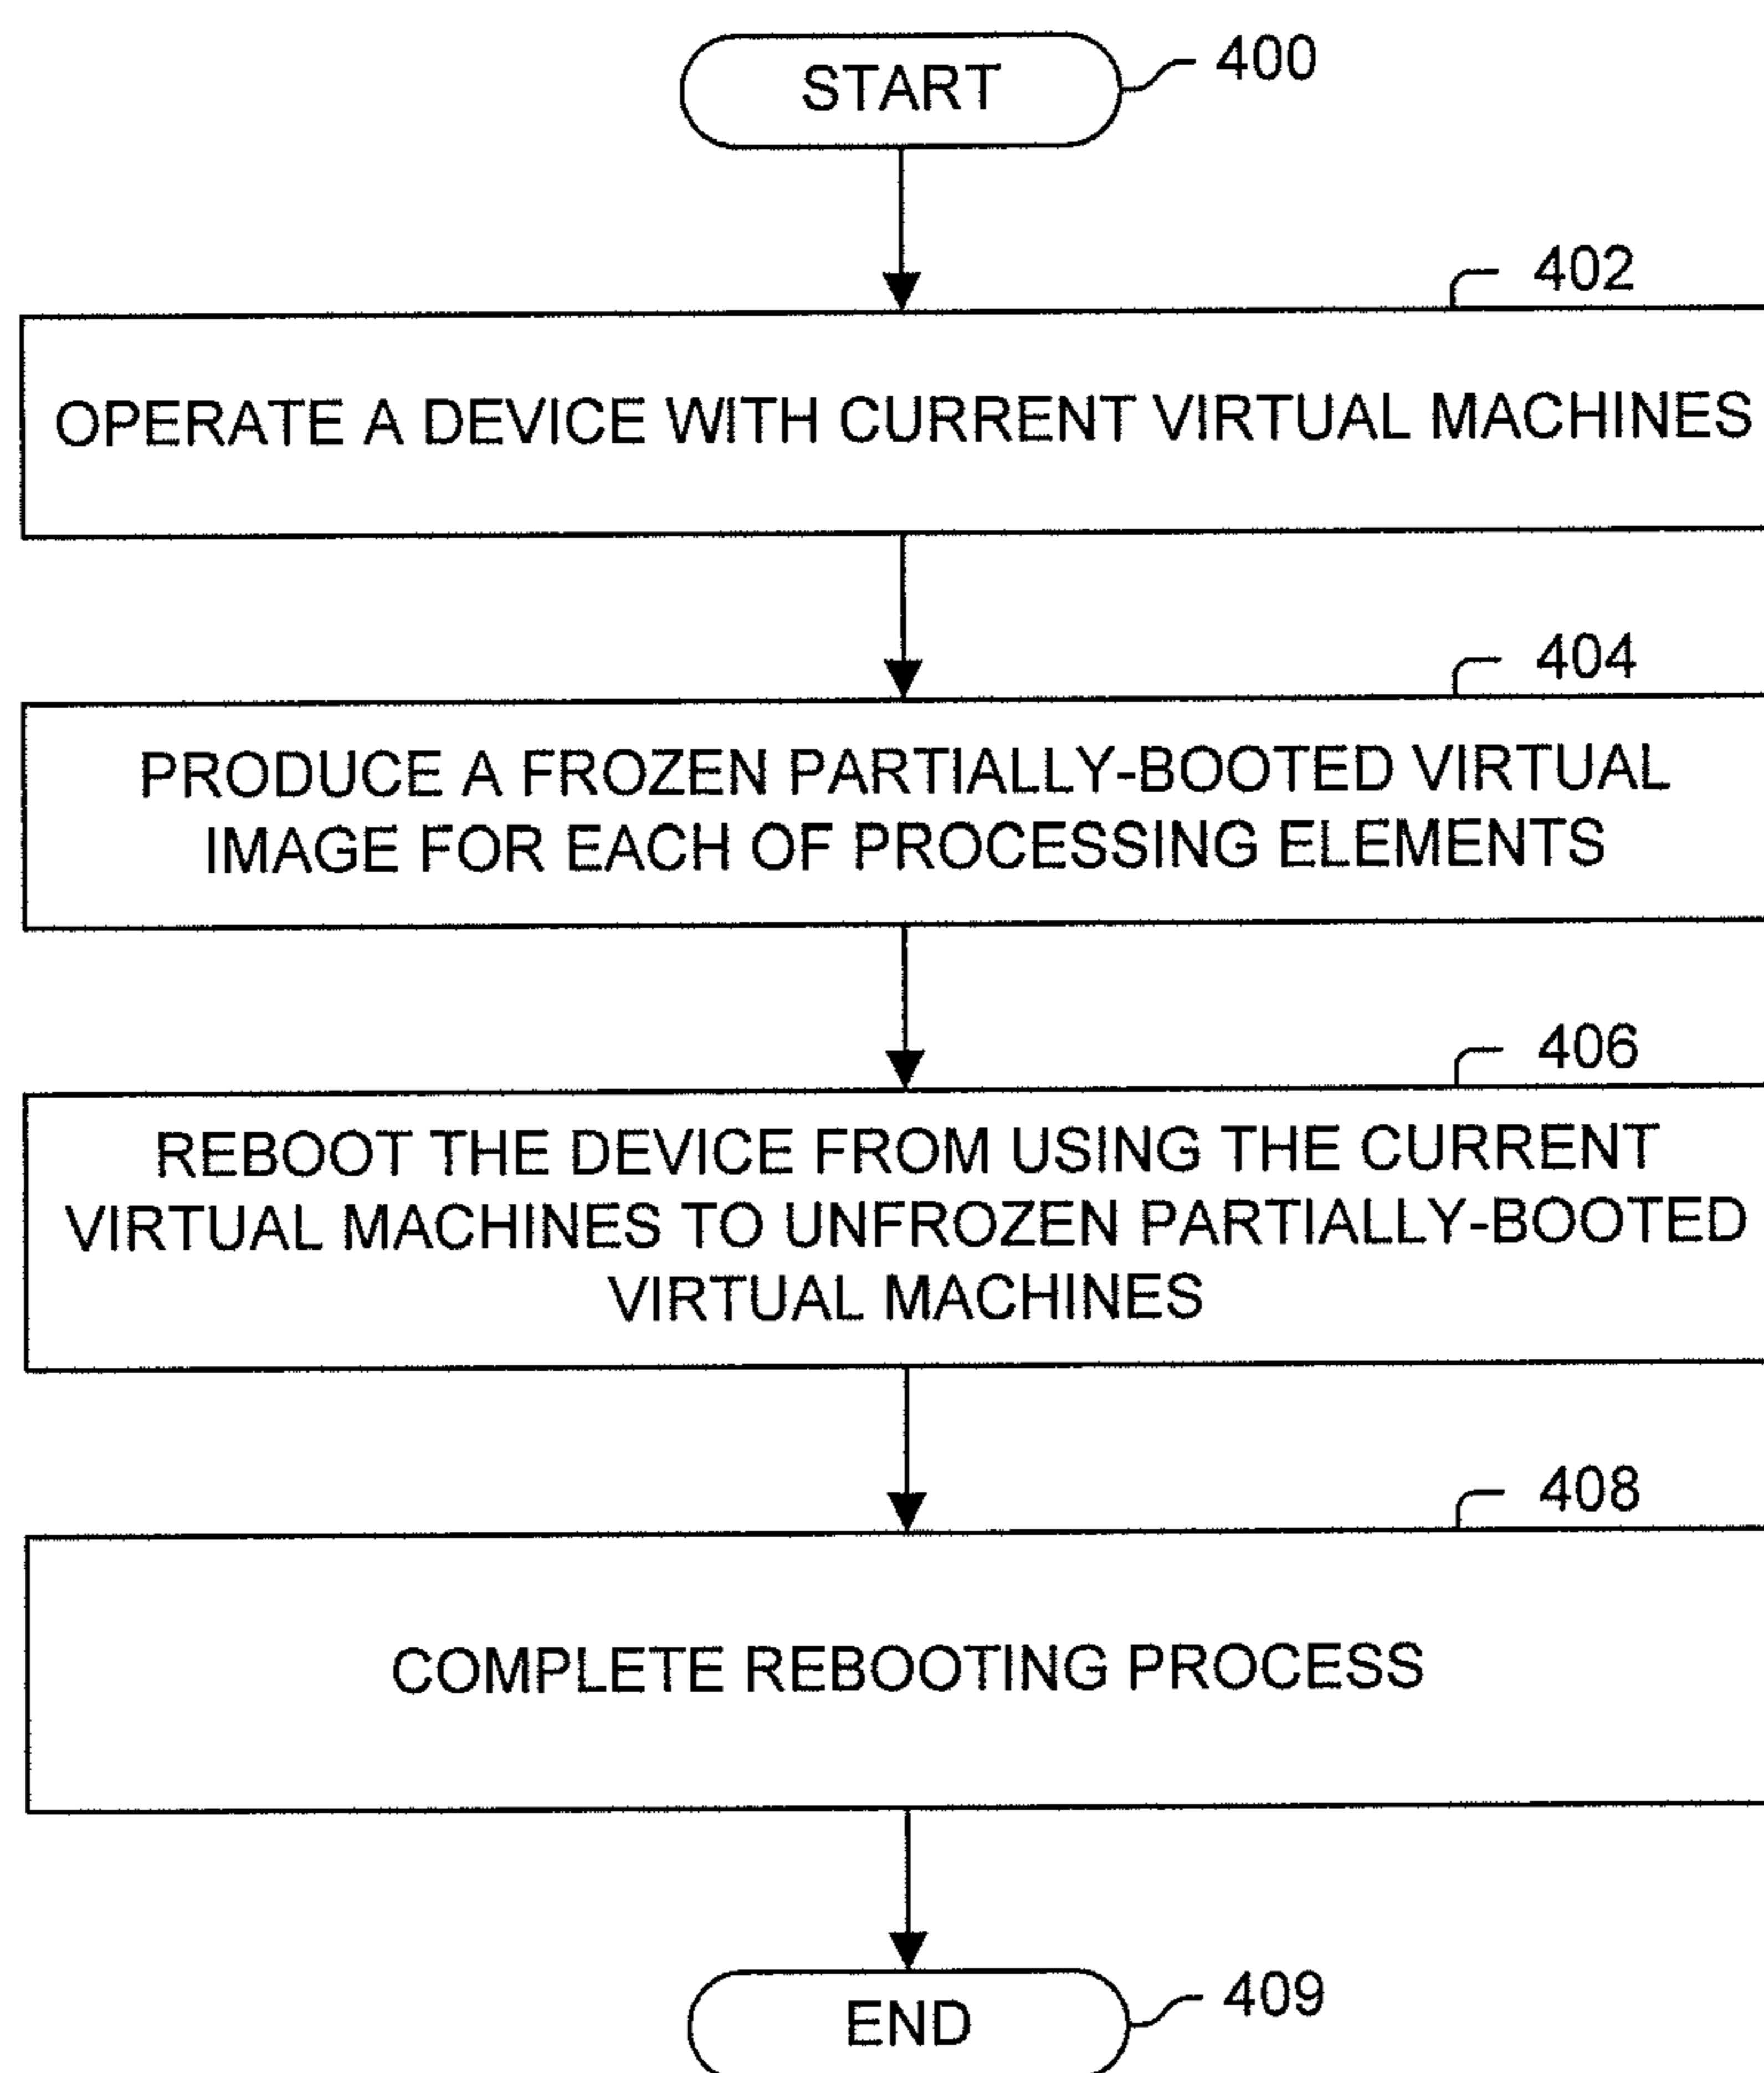 START
400
402
OPERATE A DEVICE WITH CURRENT VIRTUAL MACHINES
404
PRODUCE A FROZEN PARTIALLY-BOOTED VIRTUAL
IMAGE FOR EACH OF PROCESSING ELEMENTS
406
REBOOT THE DEVICE FROM USING THE CURRENT
VIRTUAL MACHINES TO UNFROZEN PARTIALLY-BOOTED
VIRTUAL MACHINES
408
COMPLETE REBOOTING PROCESS
END
409